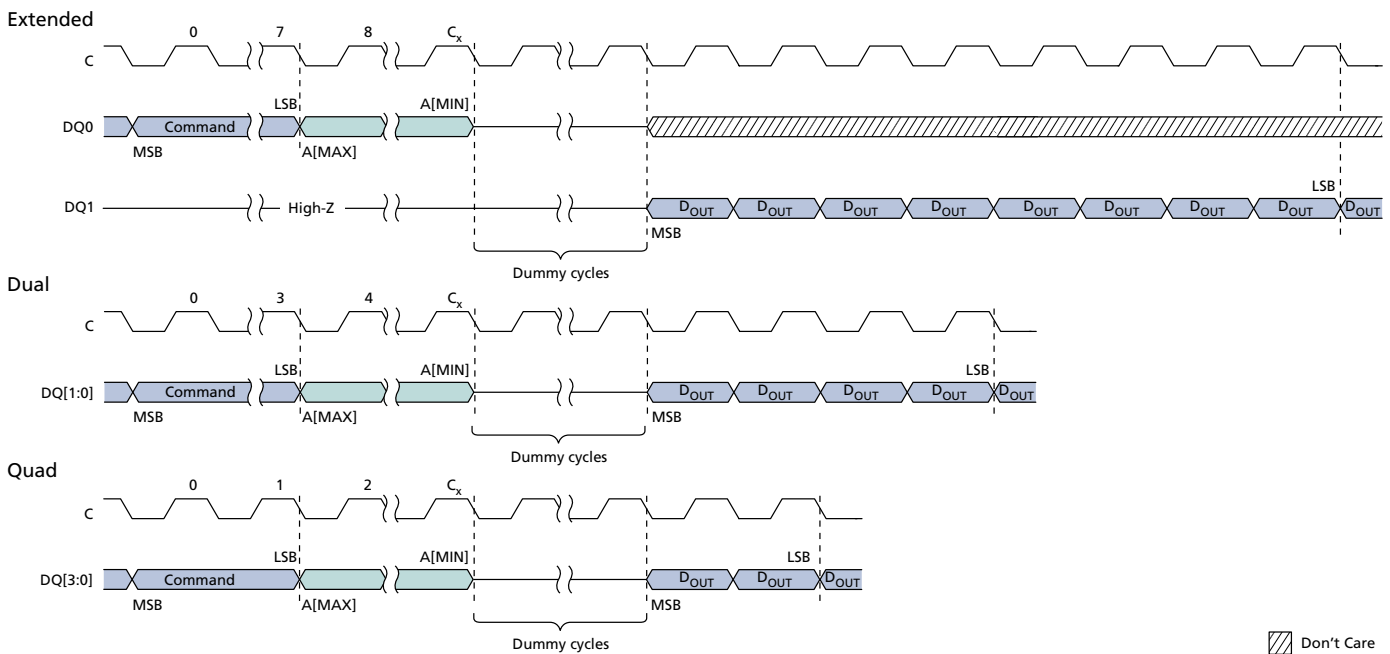 Extended
0 7 8 Cx
C
LSB A[MIN]
DQ0 Command
MSB A[MAX]
LSB
DQ1 High-Z DOUT DOUT DOUT DOUT DOUT DOUT DOUT DOUT DOUT
MSB
Dummy cycles
Dual
0 3 4 Cx
C
LSB A[MIN] LSB
DQ[1:0] Command DOUT DOUT DOUT DOUT DOUT
MSB A[MAX] MSB
Dummy cycles
Quad
0 1 2 Cx
C
LSB A[MIN] LSB
DQ[3:0] Command DOUT DOUT DOUT
MSB A[MAX] MSB
Dummy cycles
Don't Care